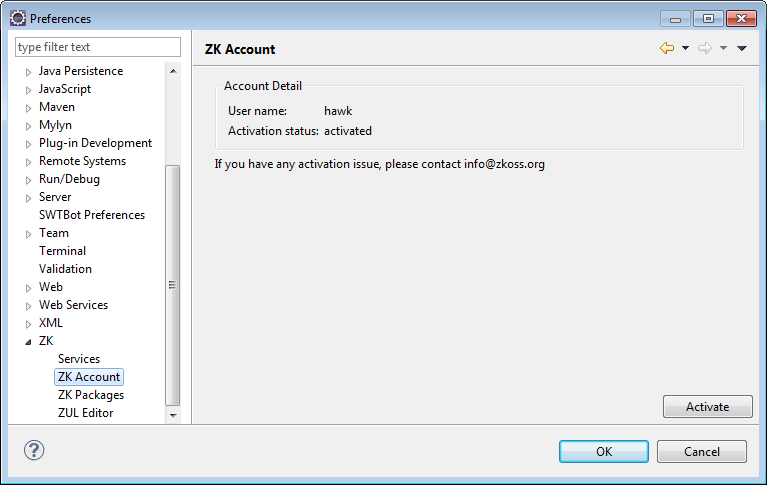 Preferences
type filter text
Java Persistence
JavaScript
Maven
Mylyn
Plug-in Development
Remote Systems
Run/Debug
Server
SWTBot Preferences
Team
Terminal
Validation
Web
Web Services
XML
ZK
Services
ZK Account
ZK Packages
ZUL Editor
ZK Account
Account Detail
User name: hawk
Activation status: activated
If you have any activation issue, please contact info@zkoss.org
Activate
?
OK
Cancel